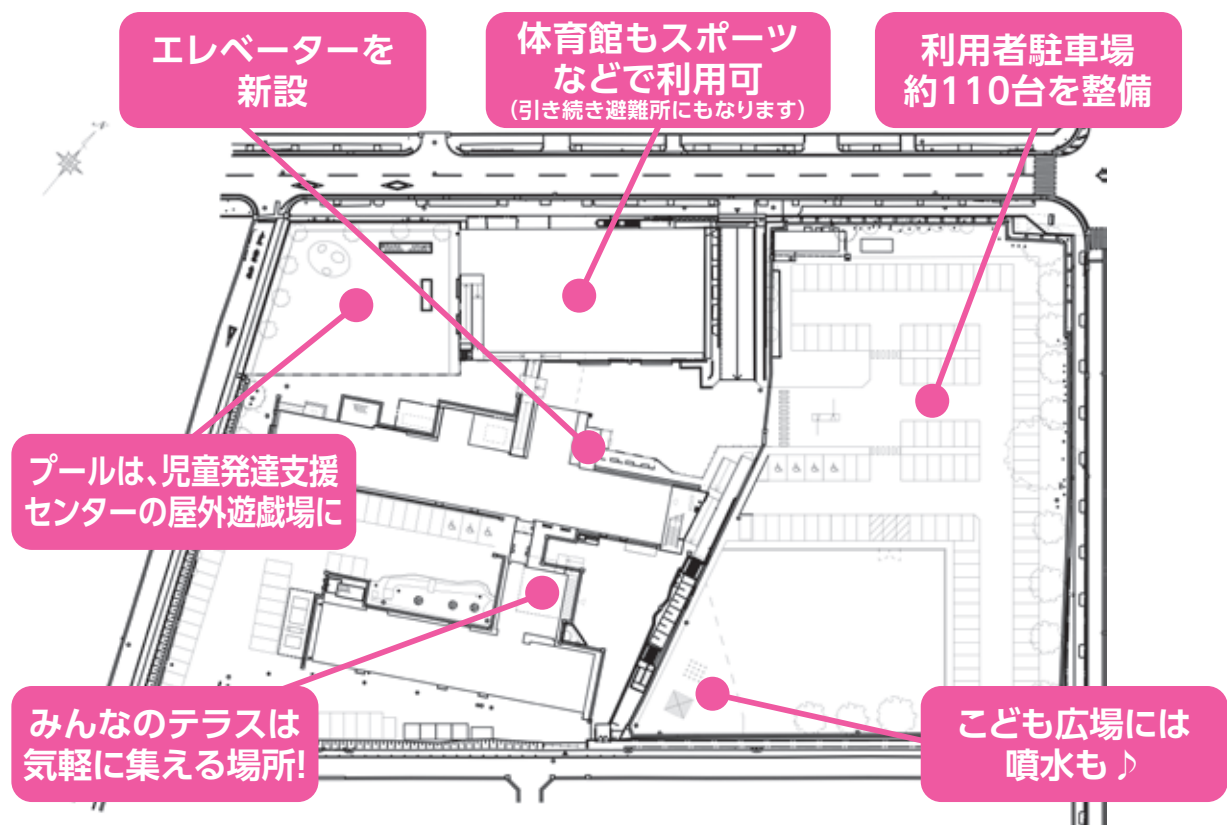 エレベーターを
新設
体育館もスポーツ
などで利用可
(引き続き避難所にもなります)
利用者駐車場
約110台を整備
プールは、児童発達支援
センターの屋外遊戯場に
みんなのテラスは
気軽に集える場所!
こども広場には
噴水も♪